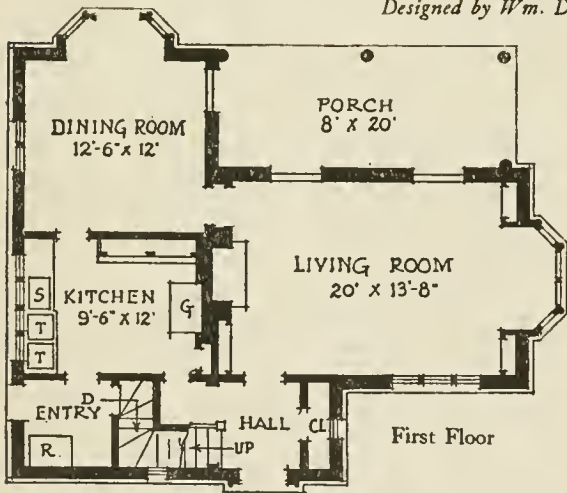 Designed by Wm. D
PORCH
8' X 20'
DINING ROOM
12'-6" X 12'
LIVING ROOM
20' X 13'-8"
S
KITCHEN
9'-6" X 12'
G
T
T
D
ENTRY
HALL
CL
First Floor
R.
UP